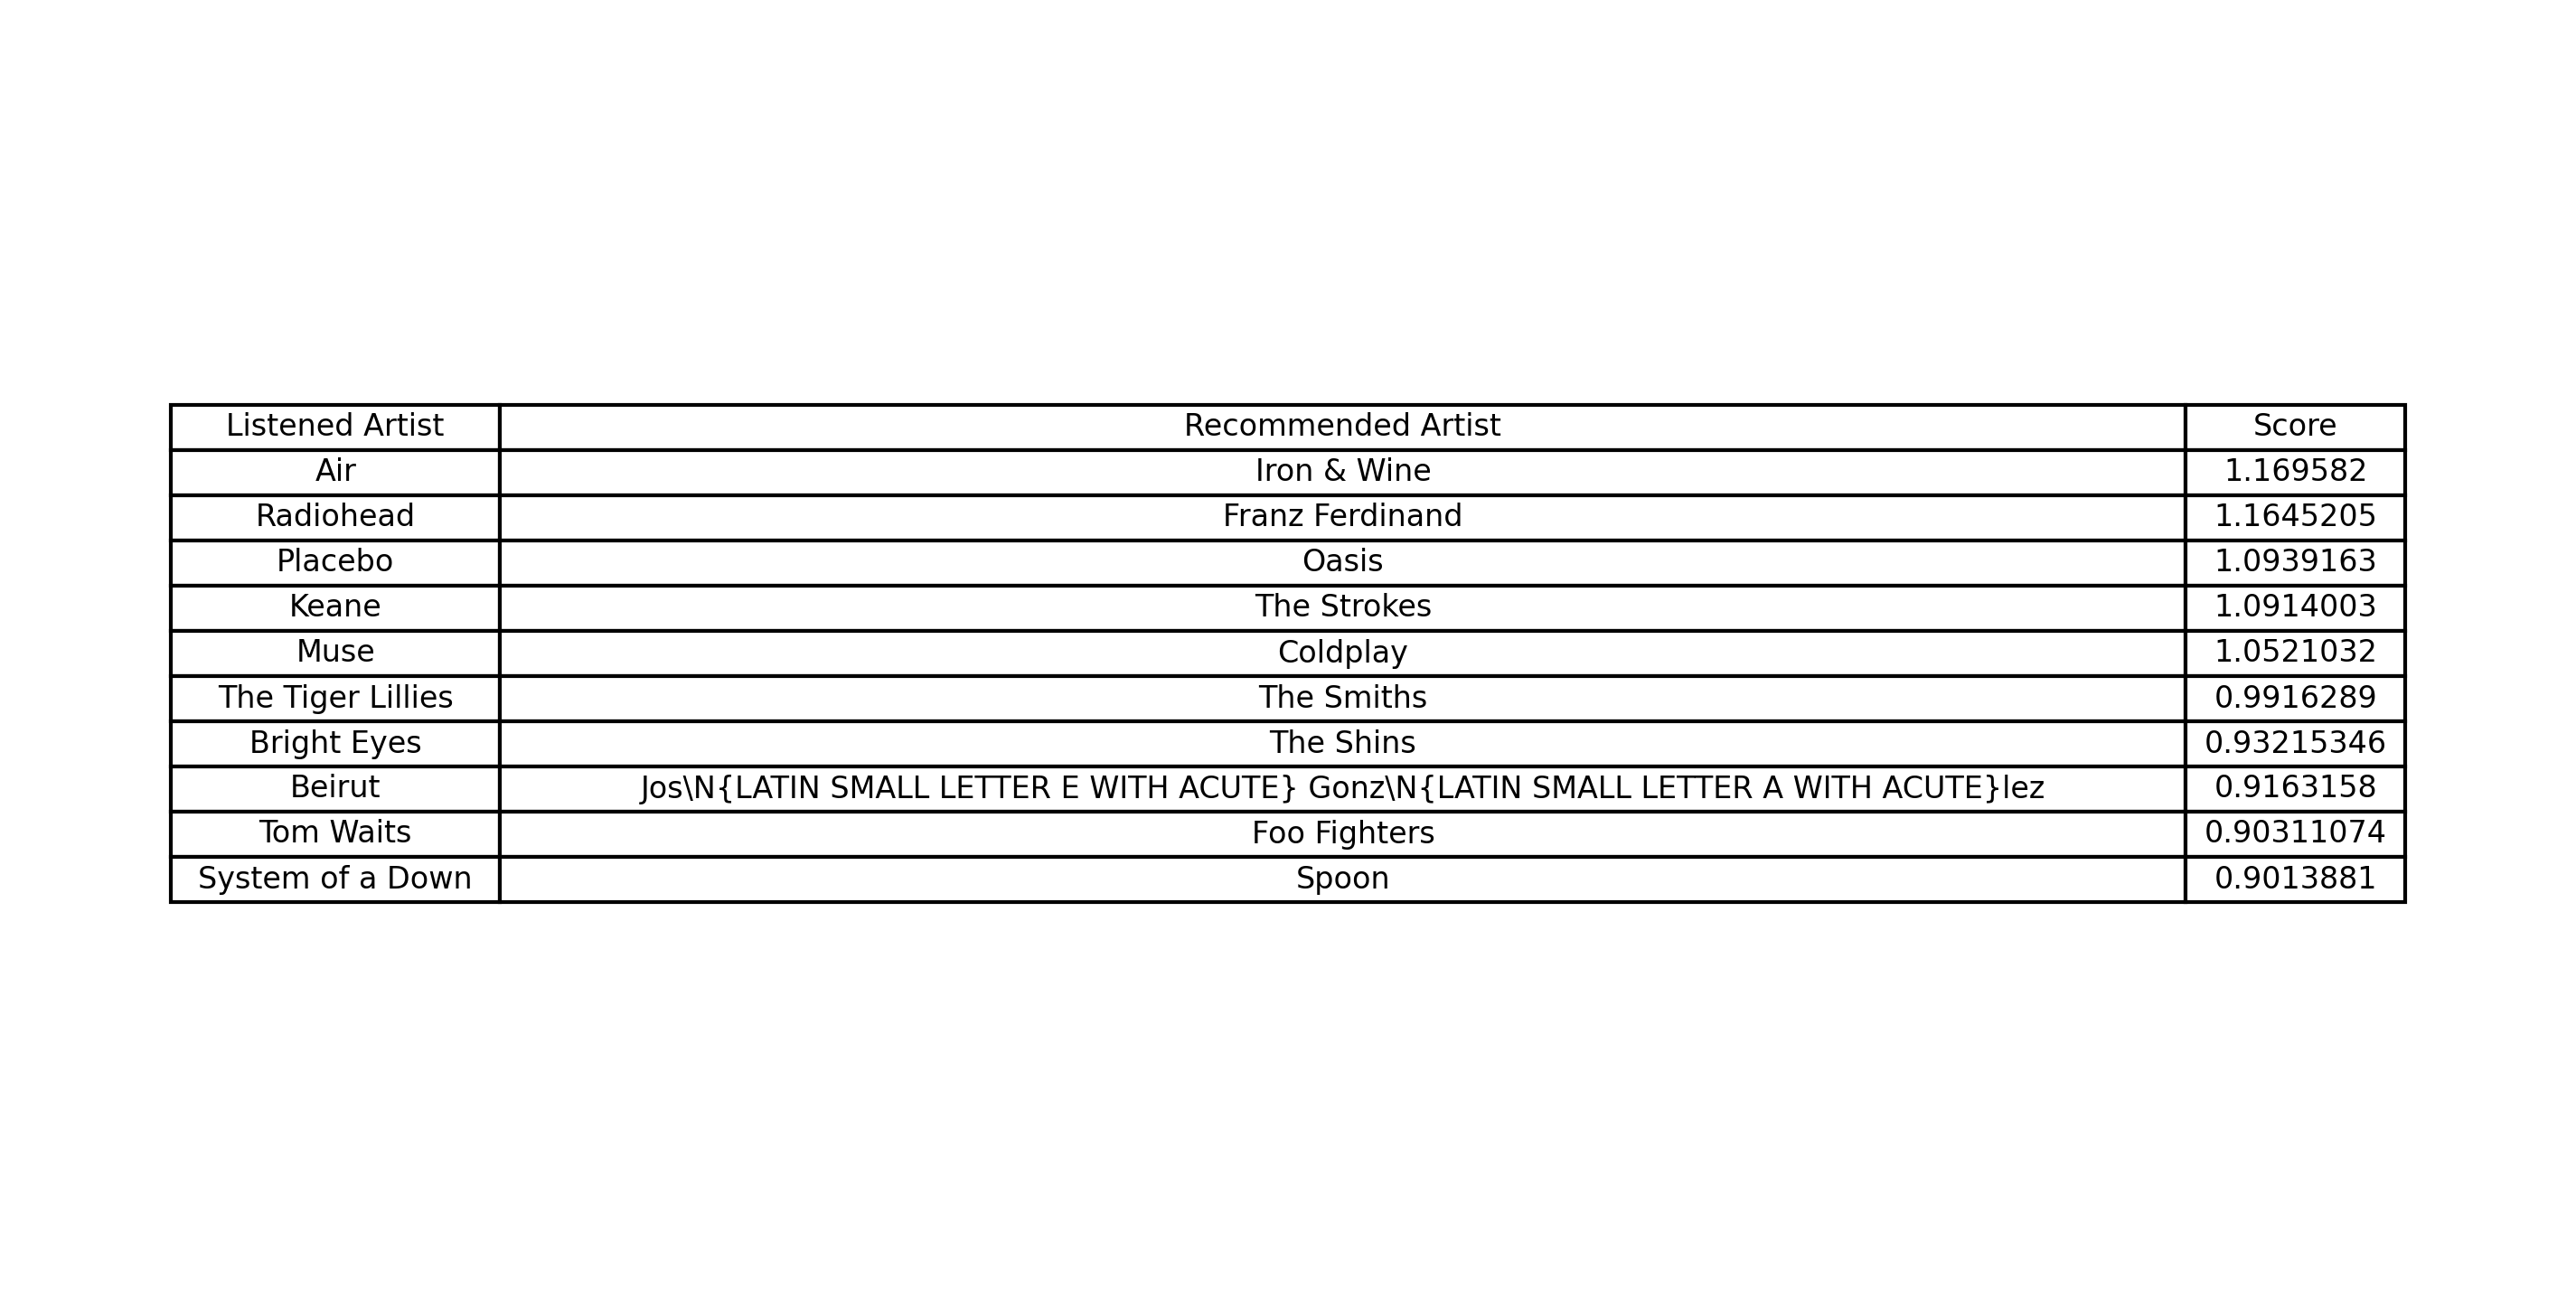 Listened Artist Recommended Artist Score
Air Iron & Wine 1.169582
Radiohead Franz Ferdinand 1.1645205
Placebo Oasis 1.0939163
Keane The Strokes 1.0914003
Muse Coldplay 1.0521032
The Tiger Lillies The Smiths 0.9916289
Bright Eyes The Shins 0.93215346
Beirut Jos\N{LATIN SMALL LETTER E WITH ACUTE} Gonz\N{LATIN SMALL LETTER A WITH ACUTE}lez 0.9163158
Tom Waits Foo Fighters 0.90311074
System of a Down Spoon 0.9013881